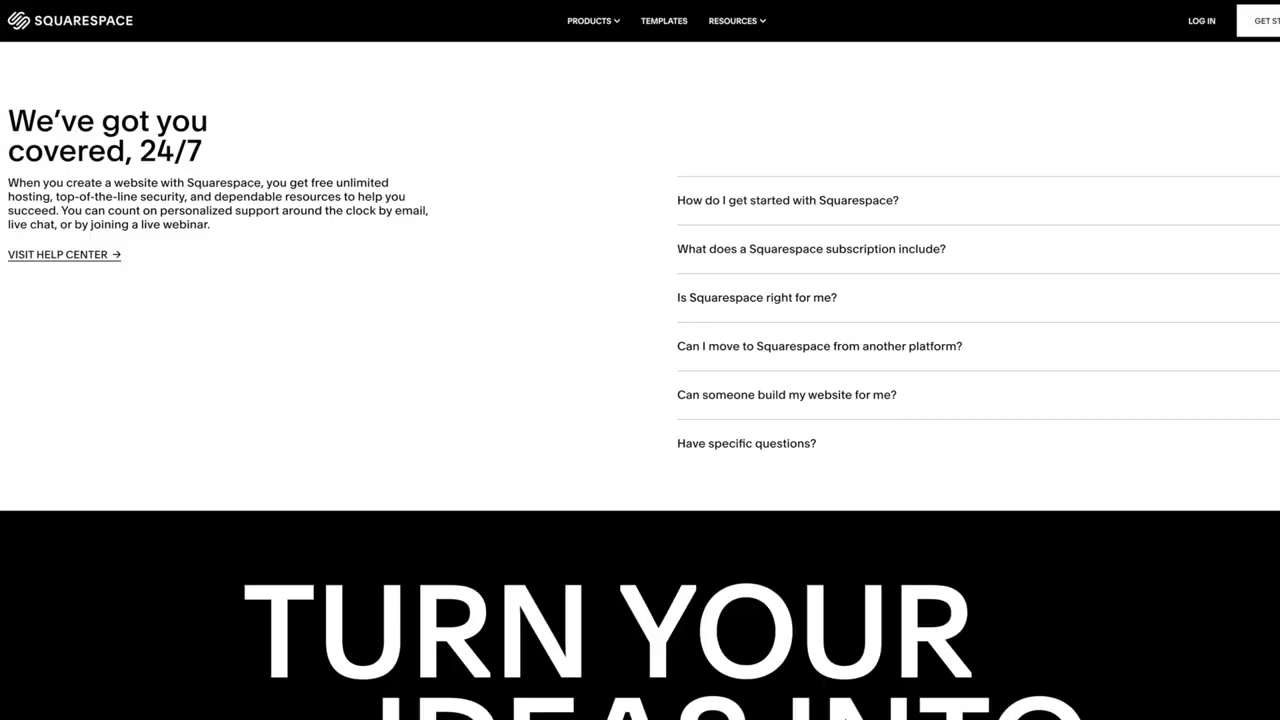 SQUARESPACE
PRODUCTS
TEMPLATES
RESOURCES
LOG IN
GET ST
We’ve got you
covered, 24/7
When you create a website with Squarespace, you get free unlimited
hosting, top-of-the-line security, and dependable resources to help you
succeed. You can count on personalized support around the clock by email,
live chat, or by joining a live webinar.
VISIT HELP CENTER →
How do I get started with Squarespace?
What does a Squarespace subscription include?
Is Squarespace right for me?
Can I move to Squarespace from another platform?
Can someone build my website for me?
Have specific questions?
TURN YOUR
IDEAS INTO